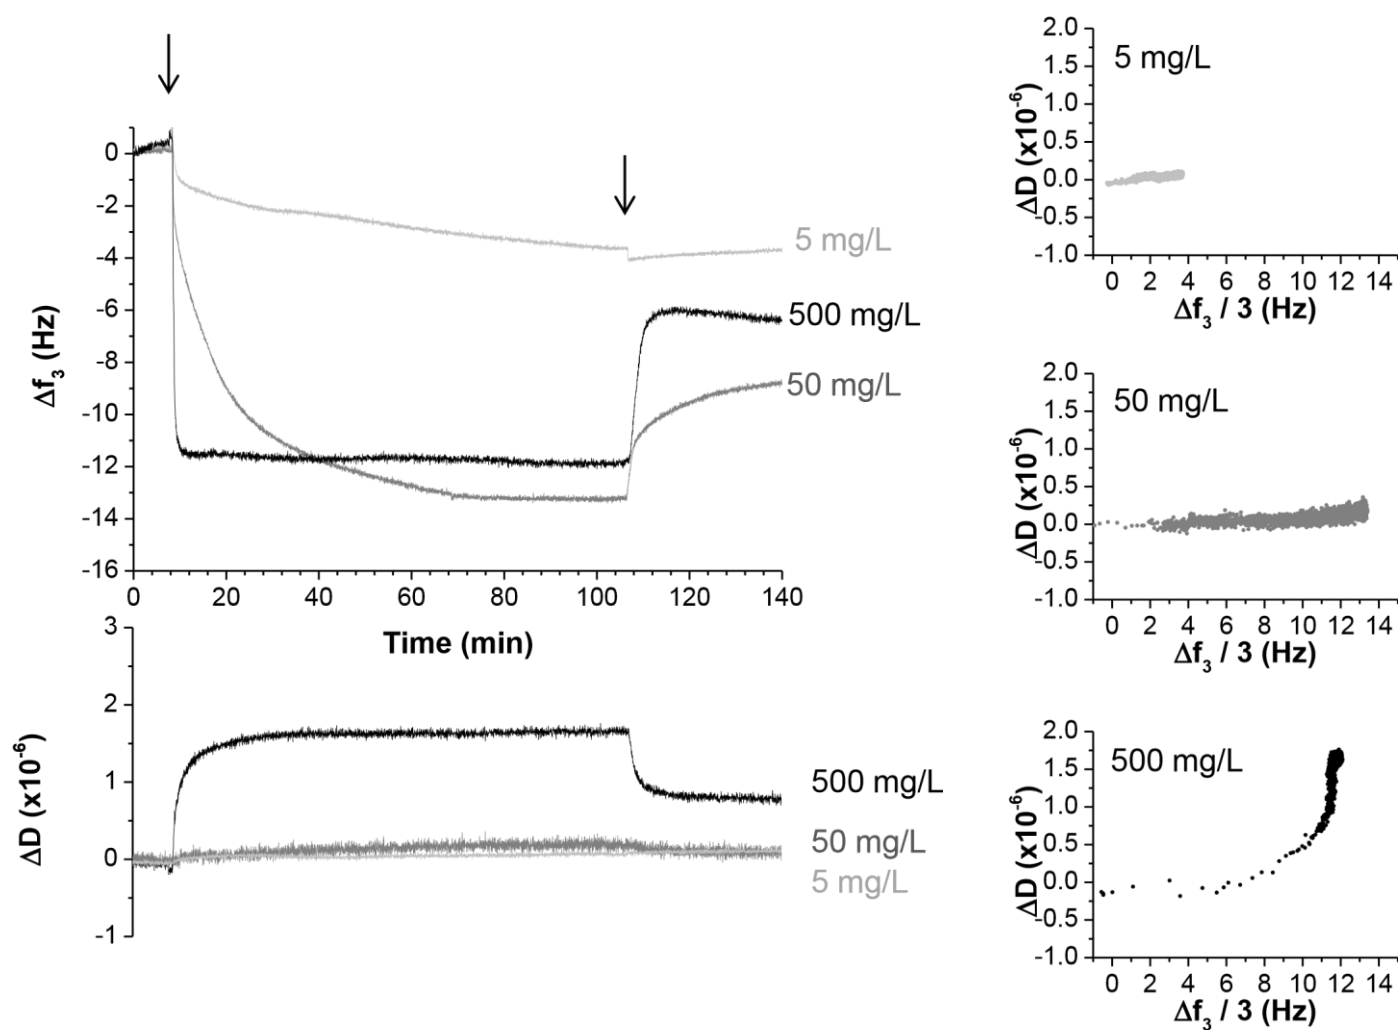 0
-2
-4
-6
-8
-10
-12
-14
-16
Δf₃ (Hz)
5 mg/L
500 mg/L
50 mg/L
0 20 40 60 80 100 120 140
Time (min)
3
2
1
0
-1
ΔD (x10⁻⁶)
500 mg/L
50 mg/L
5 mg/L
5 mg/L
2.0
1.5
1.0
0.5
0.0
-0.5
-1.0
ΔD (x10⁻⁶)
0 2 4 6 8 10 12 14
Δf₃ / 3 (Hz)
50 mg/L
2.0
1.5
1.0
0.5
0.0
-0.5
-1.0
ΔD (x10⁻⁶)
0 2 4 6 8 10 12 14
Δf₃ / 3 (Hz)
500 mg/L
2.0
1.5
1.0
0.5
0.0
-0.5
-1.0
ΔD (x10⁻⁶)
0 2 4 6 8 10 12 14
Δf₃ / 3 (Hz)